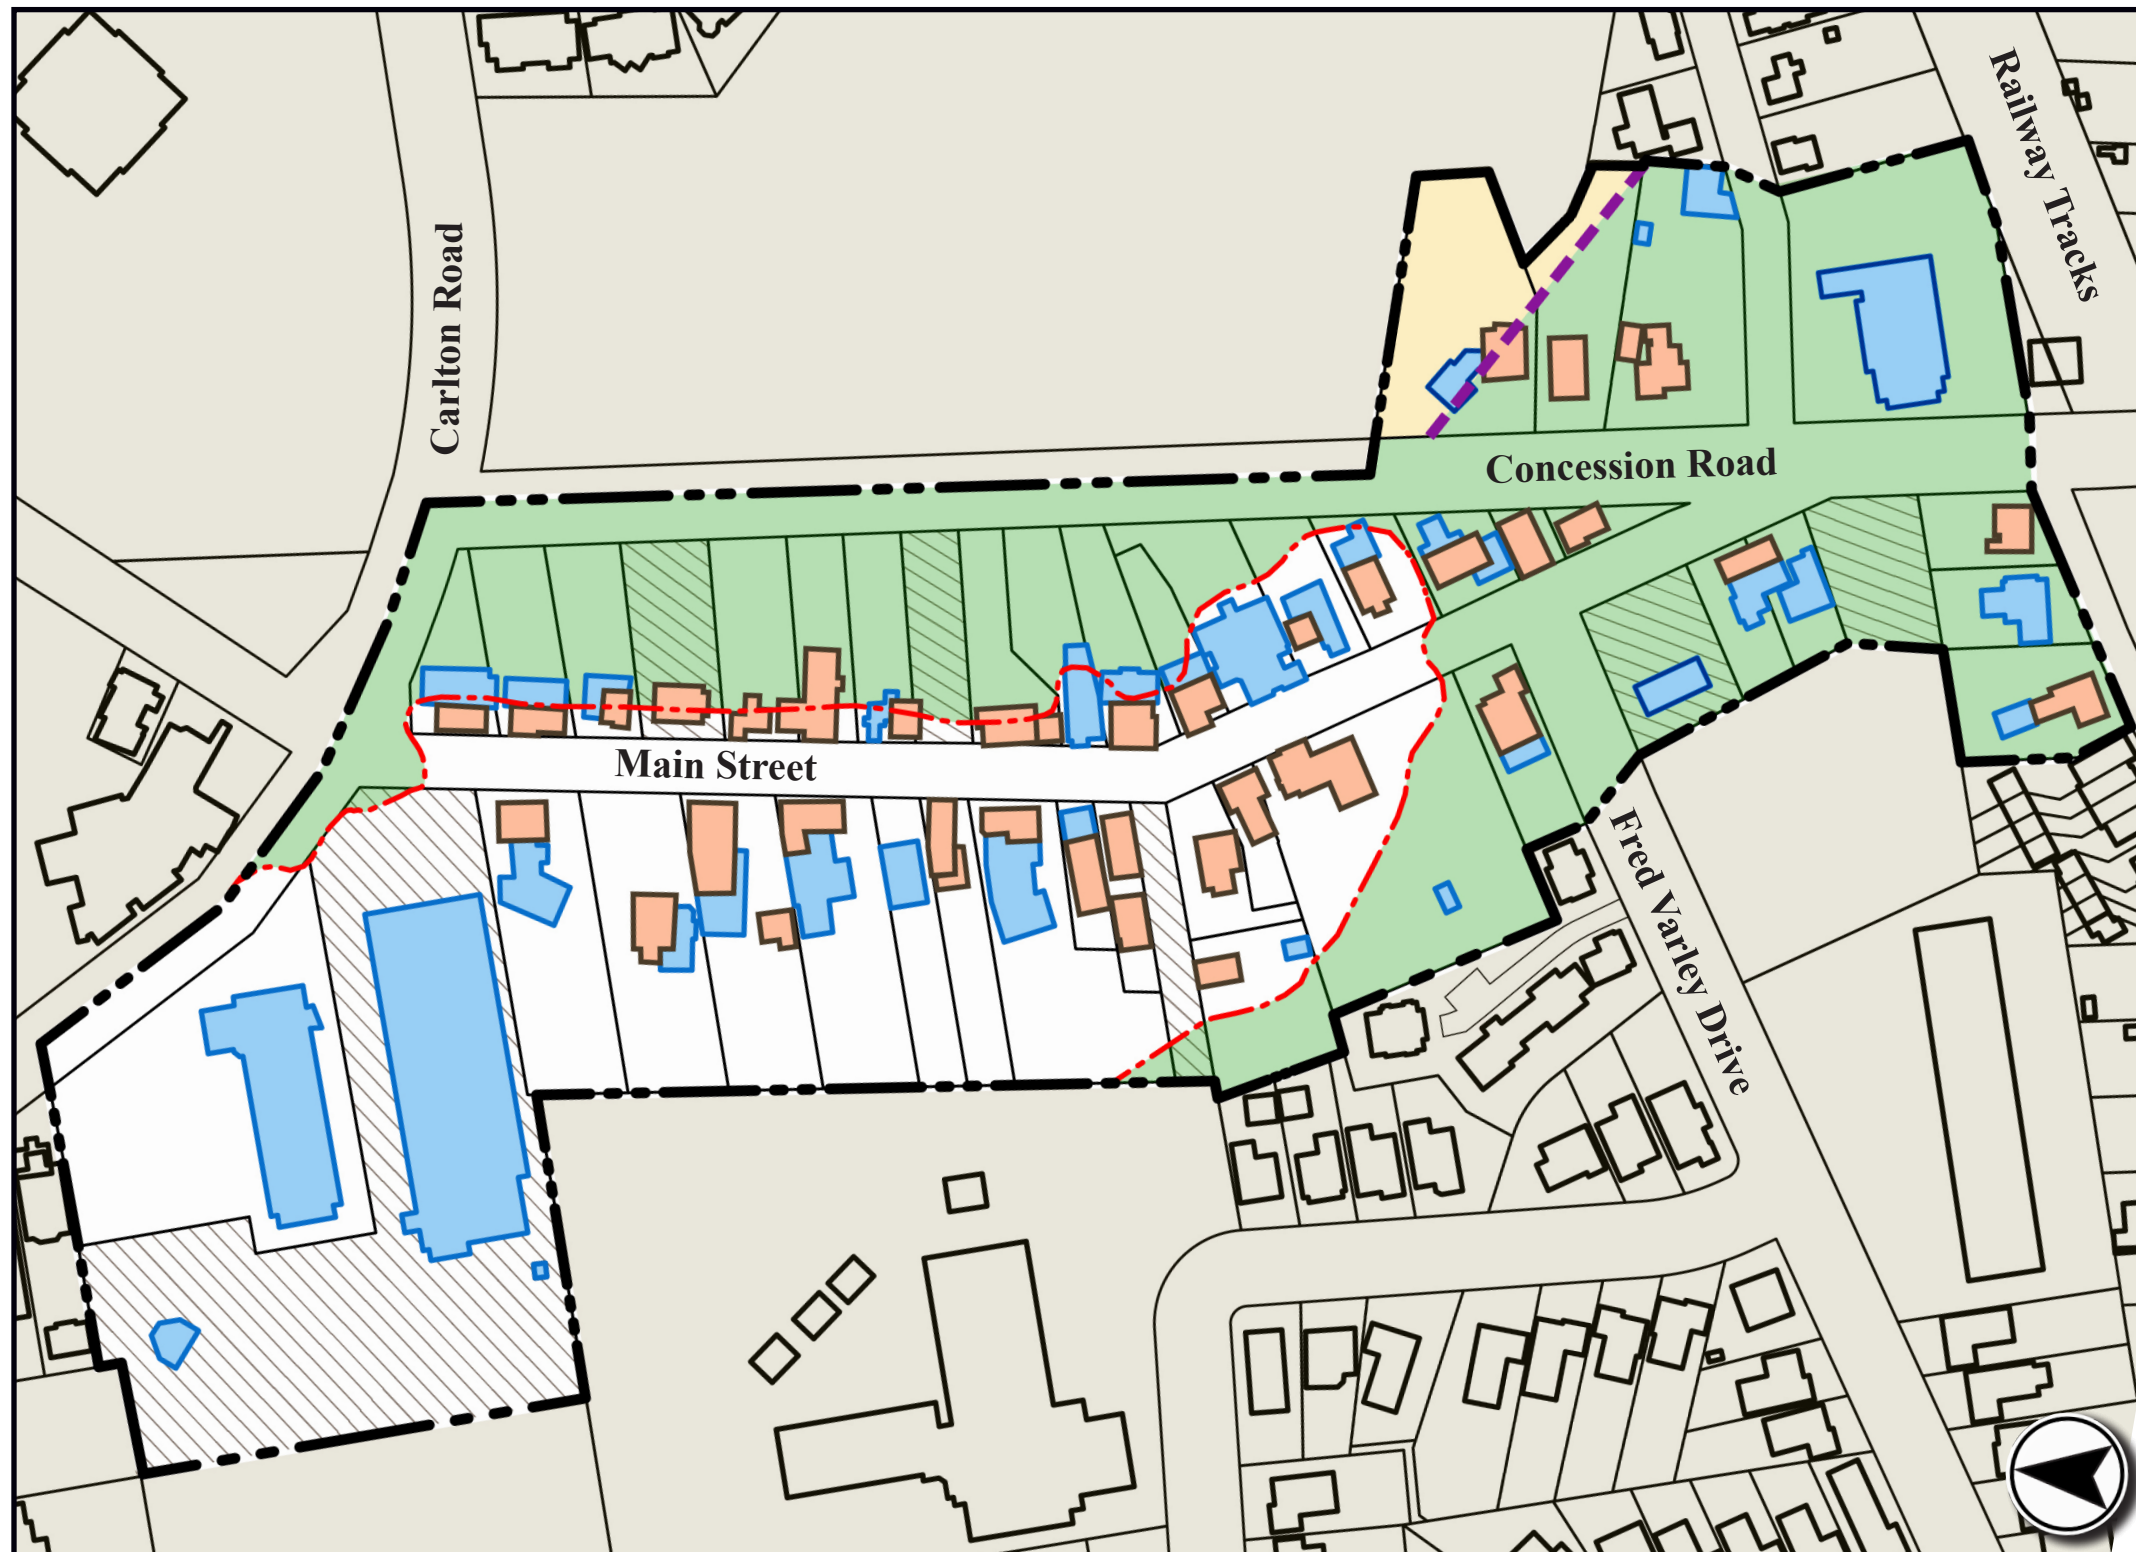 Railway Tracks
Carlton Road
Concession Road
Main Street
Fred Varley Drive